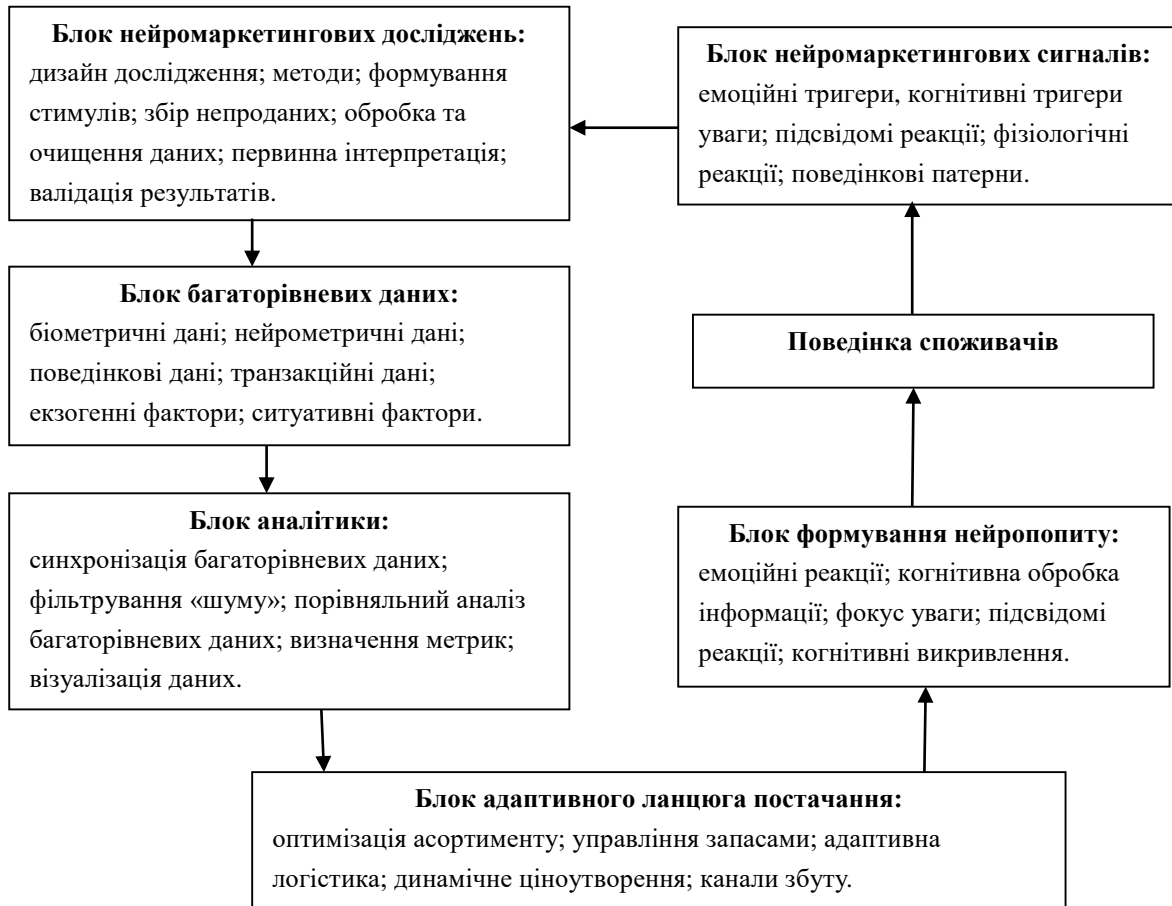 Блок нейромаркетингових досліджень:
дизайн дослідження; методи; формування
стимулів; збір непроданих; обробка та
очищення даних; первинна інтерпретація;
валідація результатів.
Блок нейромаркетингових сигналів:
емоційні тригери, когнітивні тригери
уваги; підсвідомі реакції; фізіологічні
реакції; поведінкові патерни.
Блок багаторівневих даних:
біометричні дані; нейрометричні дані;
поведінкові дані; транзакційні дані;
екзогенні фактори; ситуативні фактори.
Поведінка споживачів
Блок аналітики:
синхронізація багаторівневих даних;
фільтрування «шуму»; порівняльний аналіз
багаторівневих даних; визначення метрик;
візуалізація даних.
Блок формування нейропопиту:
емоційні реакції; когнітивна обробка
інформації; фокус уваги; підсвідомі
реакції; когнітивні викривлення.
Блок адаптивного ланцюга постачання:
оптимізація асортименту; управління запасами; адаптивна
логістика; динамічне ціноутворення; канали збуту.